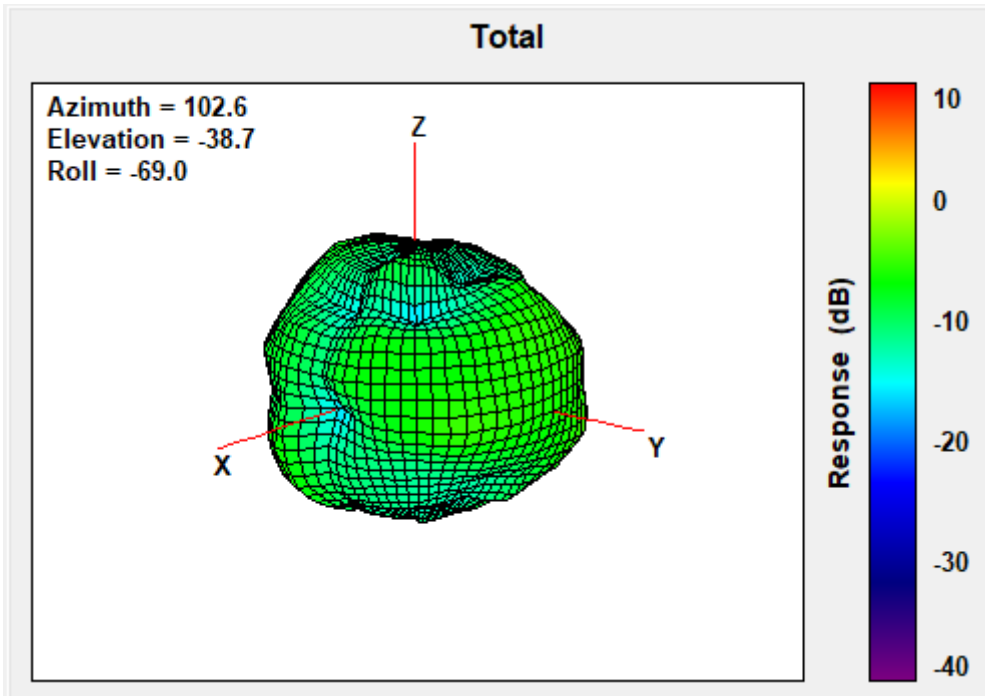 Total
Azimuth = 102.6
Elevation = -38.7
Roll = -69.0
Z
X
Y
10
0
-10
-20
-30
-40
Response (dB)